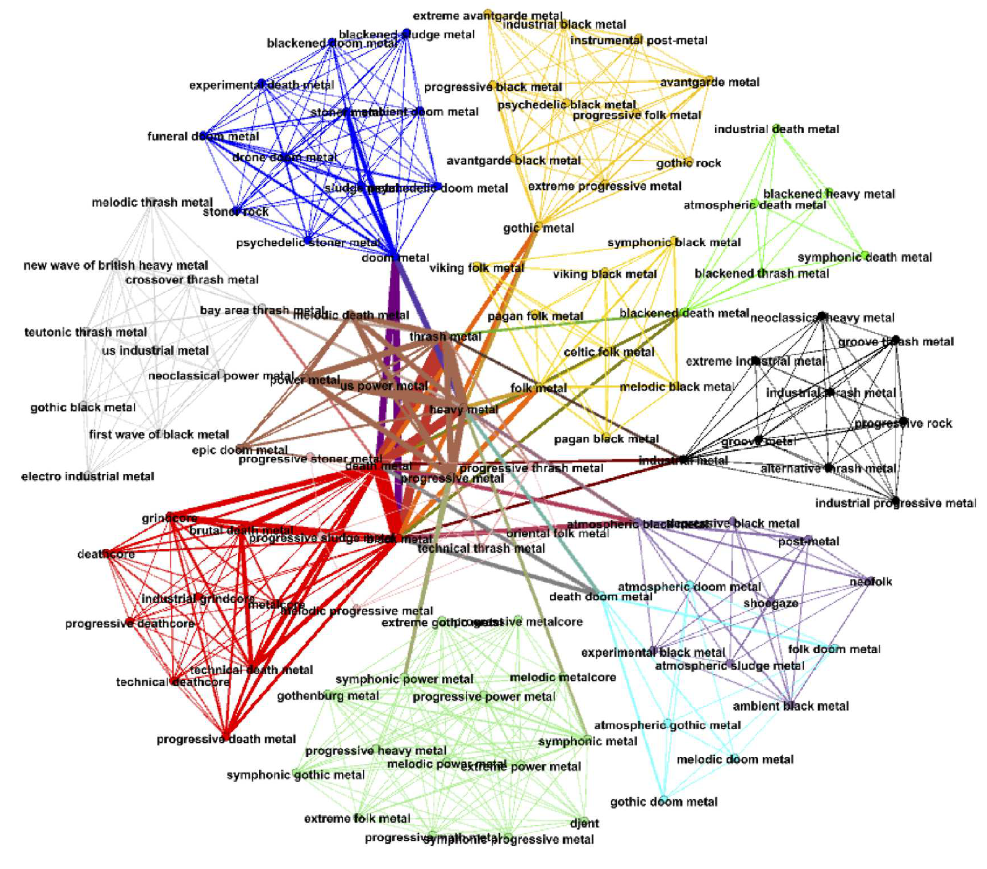 extreme avantgarde metal
industrial black metal
blackened sludge metal
blackened doom metal
instrumental post-metal
avantgarde metal
experimental death metal
progressive black metal
psychedelic black metal
stoner metal
ambient doom metal
progressive folk metal
industrial death metal
funeral doom metal
drone doom metal
avantgarde black metal
gothic rock
sludge metal
psychedelic doom metal
extreme progressive metal
blackened heavy metal
melodic thrash metal
atmospheric death metal
stoner rock
gothic metal
psychedelic stoner metal
symphonic black metal
doom metal
symphonic death metal
new wave of british heavy metal
viking folk metal
viking black metal
blackened thrash metal
crossover thrash metal
bay area thrash metal
melodic death metal
pagan folk metal
blackened death metal
neoclassical heavy metal
teutonic thrash metal
thrash metal
groove thrash metal
us industrial metal
celtic folk metal
extreme industrial metal
neoclassical power metal
power metal
us power metal
folk metal
melodic black metal
industrial thrash metal
gothic black metal
heavy metal
progressive rock
first wave of black metal
pagan black metal
groove metal
epic doom metal
progressive stoner metal
death metal
industrial metal
progressive thrash metal
alternative thrash metal
electro industrial metal
progressive metal
industrial progressive metal
grindcore
brutal death metal
progressive sludge metal
black metal
oriental folk metal
atmospheric black metal
depressive black metal
technical thrash metal
post-metal
deathcore
neofolk
atmospheric doom metal
death doom metal
industrial grindcore
metalcore
melodic progressive metal
shoegaze
progressive deathcore
extreme gothic metal
progressive metalcore
experimental black metal
folk doom metal
atmospheric sludge metal
technical death metal
technical deathcore
symphonic power metal
melodic metalcore
gothenburg metal
progressive power metal
ambient black metal
atmospheric gothic metal
progressive death metal
symphonic metal
progressive heavy metal
melodic power metal
extreme power metal
melodic doom metal
symphonic gothic metal
gothic doom metal
extreme folk metal
djent
progressive math metal
symphonic progressive metal